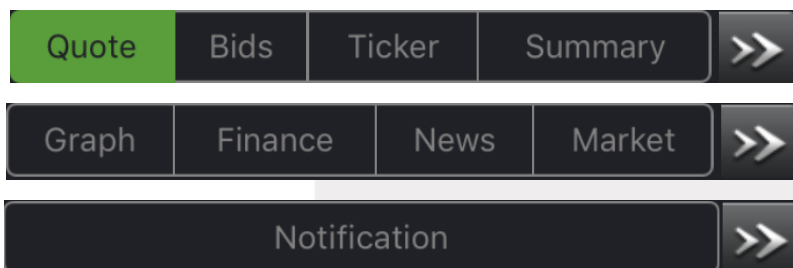 Quote Bids Ticker Summary
Graph Finance News Market
Notification